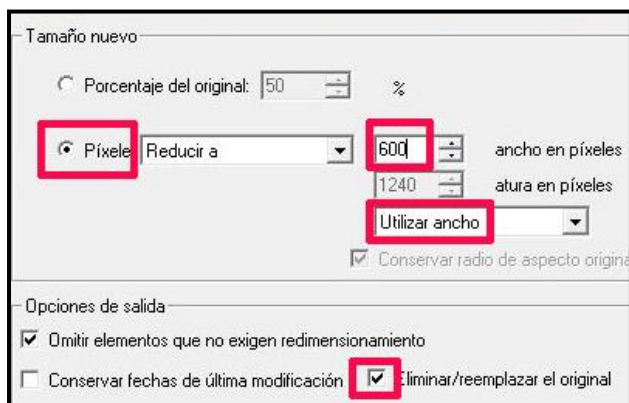 Tamaño nuevo
Porcentaje del original: 50 %
Píxele Reducir a 600 ancho en píxeles
1240 atura en píxeles
Utilizar ancho
Conservar radio de aspecto origina
Opciones de salida
Omitir elementos que no exigen redimensionamiento
Conservar fechas de última modificación Eliminar/reemplazar el original